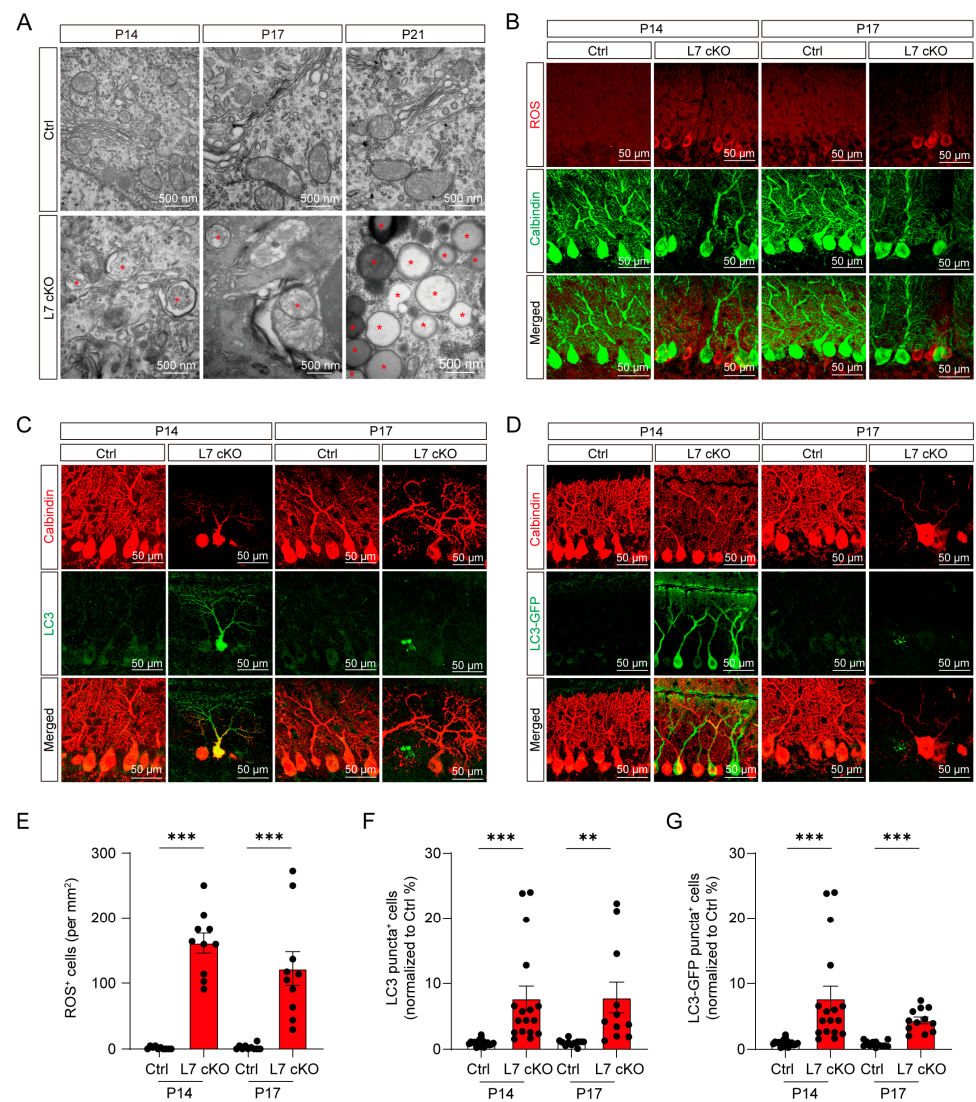 A
P14 P17 P21
Ctrl
500 nm 500 nm 500 nm
L7 cKO
* * * * * * * * * * * * * * * *
500 nm 500 nm 500 nm
B
P14 P17
Ctrl L7 cKO Ctrl L7 cKO
ROS
50 µm 50 µm 50 µm 50 µm
Calbindin
50 µm 50 µm 50 µm 50 µm
Merged
50 µm 50 µm 50 µm 50 µm
C
P14 P17
Ctrl L7 cKO Ctrl L7 cKO
Calbindin
50 µm 50 µm 50 µm 50 µm
LC3
50 µm 50 µm 50 µm 50 µm
Merged
50 µm 50 µm 50 µm 50 µm
D
P14 P17
Ctrl L7 cKO Ctrl L7 cKO
Calbindin
50 µm 50 µm 50 µm 50 µm
LC3-GFP
50 µm 50 µm 50 µm 50 µm
Merged
50 µm 50 µm 50 µm 50 µm
E
ROS⁺ cells (per mm²)
300
200
100
0
*** ***
Ctrl L7 cKO Ctrl L7 cKO
P14 P17
F
LC3 puncta⁺ cells
(normalized to Ctrl %)
30
20
10
0
*** **
Ctrl L7 cKO Ctrl L7 cKO
P14 P17
G
LC3-GFP puncta⁺ cells
(normalized to Ctrl %)
30
20
10
0
*** ***
Ctrl L7 cKO Ctrl L7 cKO
P14 P17